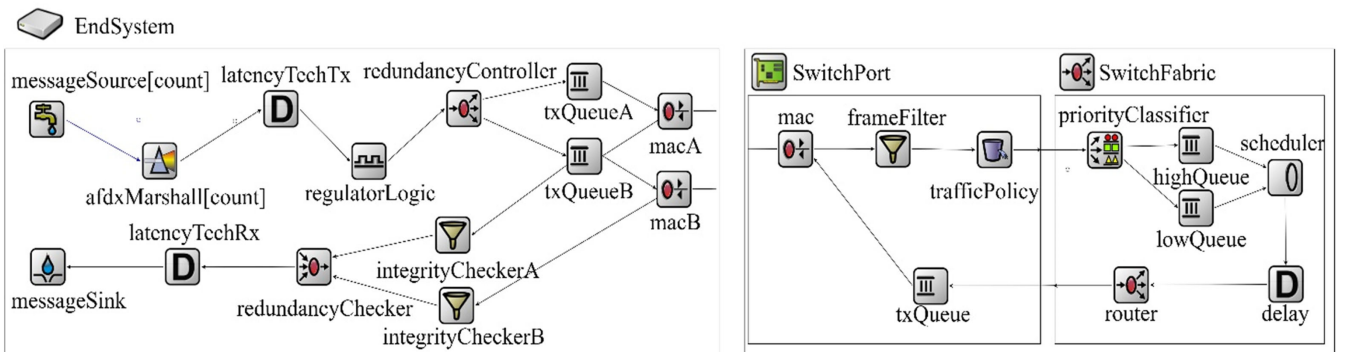 EndSystem
messageSource[count]
latencyTechTx
redundancyController
txQueueA
macA
afdxMarshall[count]
regulatorLogic
txQueueB
macB
latencyTechRx
integrityCheckerA
messageSink
redundancyChecker
integrityCheckerB
SwitchPort
mac
frameFilter
trafficPolicy
txQueue
SwitchFabric
priorityClassifier
scheduler
highQueue
lowQueue
router
delay
D
D
D